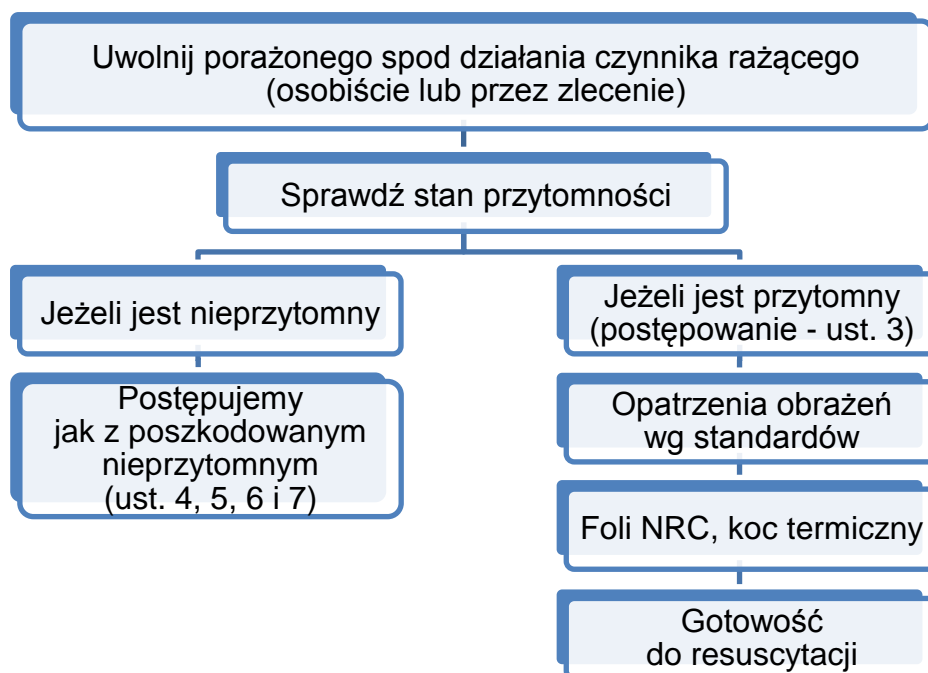 Uwolnij porażonego spod działania czynnika rażącego
(osobiście lub przez zlecenie)
Sprawdź stan przytomności
Jeżeli jest nieprzytomny
Postępujemy
jak z poszkodowanym
nieprzytomnym
(ust. 4, 5, 6 i 7)
Jeżeli jest przytomny
(postępowanie - ust. 3)
Opatrzenia obrażeń
wg standardów
Foli NRC, koc termiczny
Gotowość
do resuscytacji